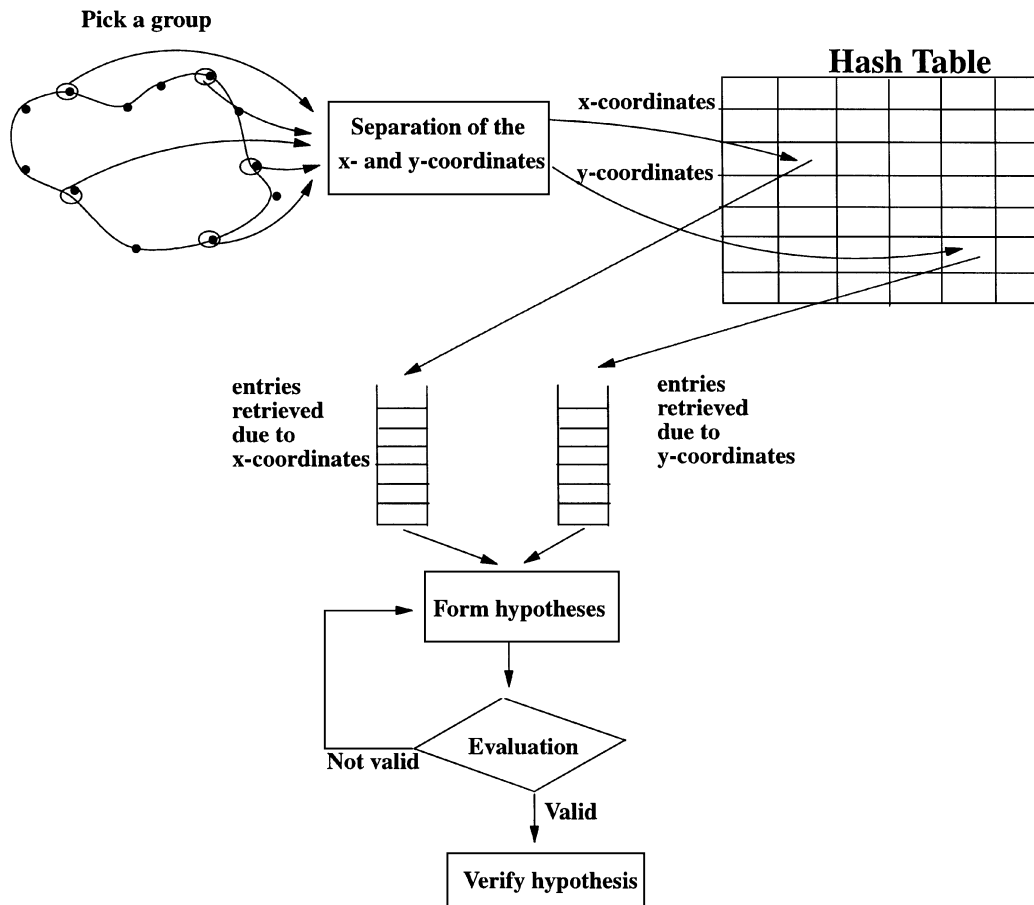 Pick a group
Hash Table
x-coordinates
Separation of the
x- and y-coordinates
y-coordinates
entries
retrieved
due to
x-coordinates
entries
retrieved
due to
y-coordinates
Form hypotheses
Evaluation
Not valid
Valid
Verify hypothesis